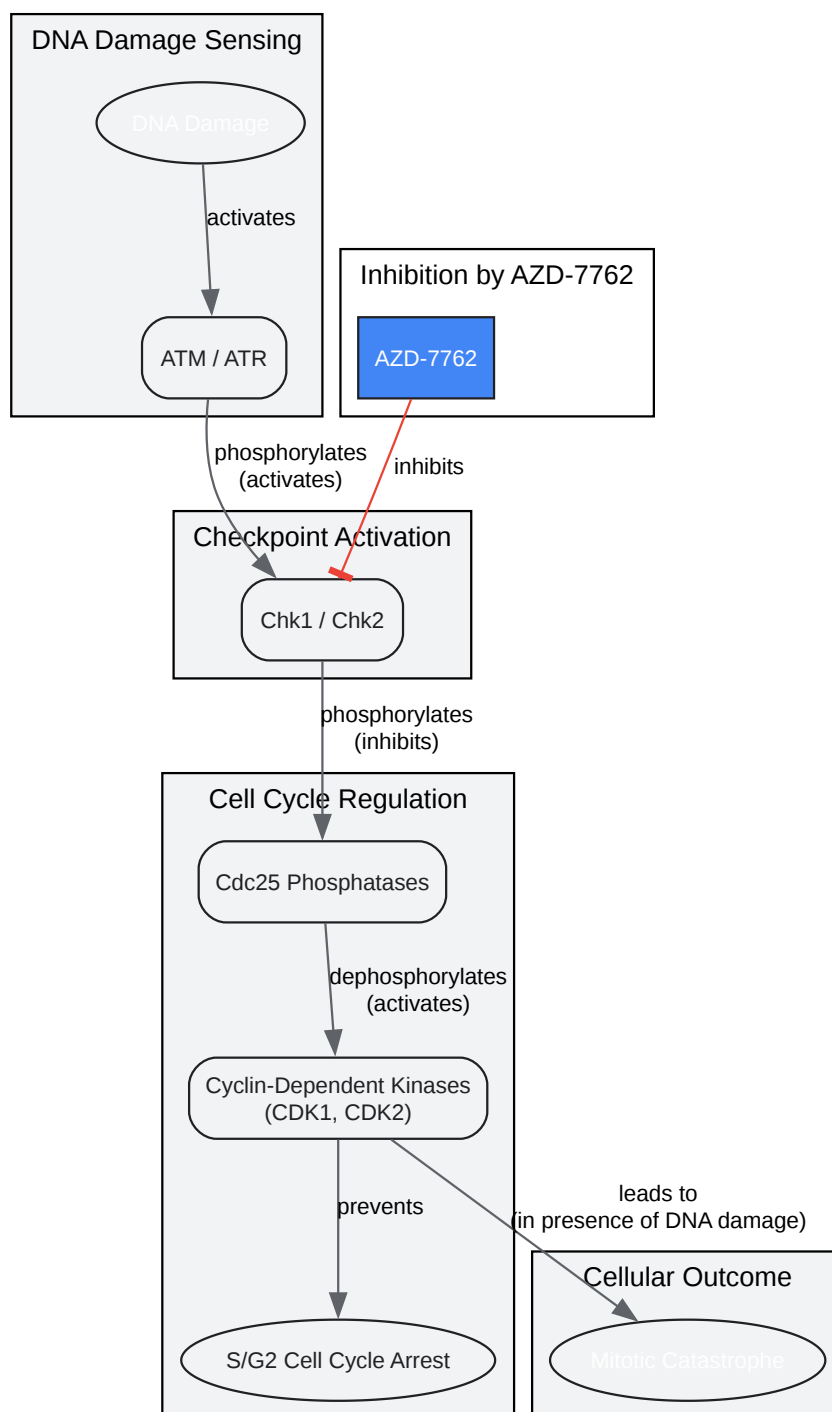 DNA Damage Sensing
DNA Damage
activates
Inhibition by AZD-7762
ATM / ATR
AZD-7762
phosphorylates
(activates)
inhibits
Checkpoint Activation
Chk1 / Chk2
phosphorylates
(inhibits)
Cell Cycle Regulation
Cdc25 Phosphatases
dephosphorylates
(activates)
Cyclin-Dependent Kinases
(CDK1, CDK2)
prevents
leads to
(in presence of DNA damage)
Cellular Outcome
S/G2 Cell Cycle Arrest
Mitotic Catastrophe